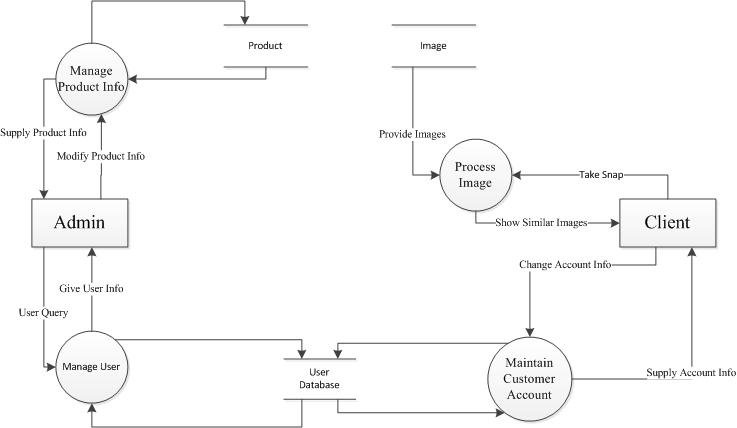 Product
Image
Manage
Product Info
Supply Product Info
Provide Images
Modify Product Info
Process
Image
Take Snap
Admin
Show Similar Images
Client
Change Account Info
Give User Info
User Query
Manage User
User
Database
Maintain
Customer
Account
Supply Account Info